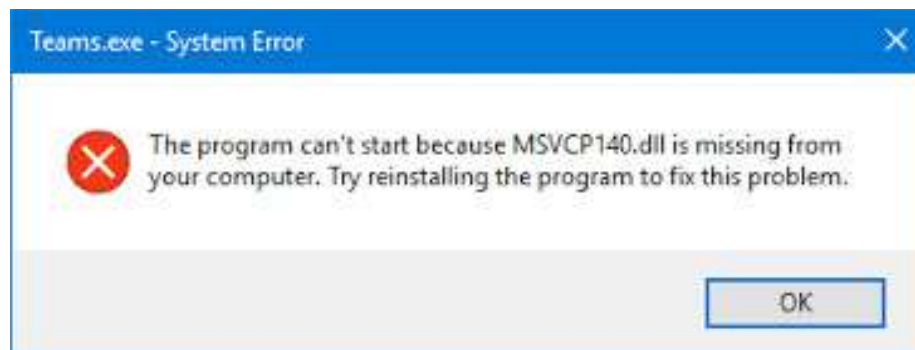 Teams.exe - System Error
The program can't start because MSVCP140.dll is missing from
your computer. Try reinstalling the program to fix this problem.
OK